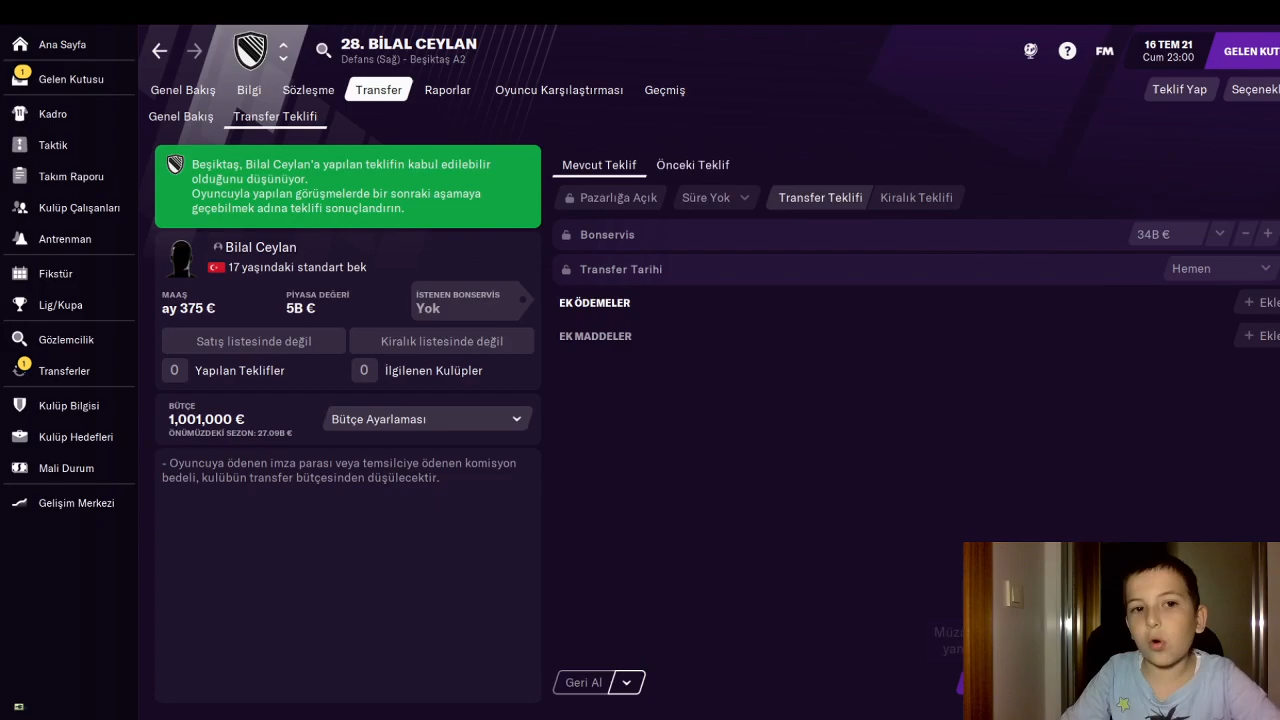 Ana Sayfa
1
Gelen Kutusu
Kadro
Taktik
Takım Raporu
Kulüp Çalışanları
Antrenman
Fikstür
Lig/Kupa
Gözlemcilik
1
Transferler
Kulüp Bilgisi
Kulüp Hedefleri
Mali Durum
Gelişim Merkezi
28. BİLAL CEYLAN
Defans (Sağ) - Beşiktaş A2
FM
16 TEM 21
Cum 23:00
GELEN KUT
Genel Bakış Bilgi Sözleşme Transfer Raporlar Oyuncu Karşılaştırması Geçmiş
Teklif Yap Seçenekl
Genel Bakış Transfer Teklifi
Beşiktaş, Bilal Ceylan'a yapılan teklifin kabul edilebilir
olduğunu düşünüyor.
Oyuncuyla yapılan görüşmelerde bir sonraki aşamaya
geçebilmek adına teklifi sonuçlandırın.
Bilal Ceylan
17 yaşındaki standart bek
MAAŞ
ay 375 €
PİYASA DEĞERİ
5B €
İSTENEN BONSERVİS
Yok
Satış listesinde değil
Kiralık listesinde değil
0 Yapılan Teklifler
0 İlgilenen Kulüpler
BÜTÇE
1,001,000 €
ÖNÜMÜZDEKİ SEZON: 27.09B €
Bütçe Ayarlaması
- Oyuncuya ödenen imza parası veya temsilciye ödenen komisyon
bedeli, kulübün transfer bütçesinden düşülecektir.
Mevcut Teklif Önceki Teklif
Pazarlığa Açık Süre Yok Transfer Teklifi Kiralık Teklifi
Bonservis 34B €
Transfer Tarihi Hemen
EK ÖDEMELER + Ekle
EK MADDELER + Ekle
Geri Al